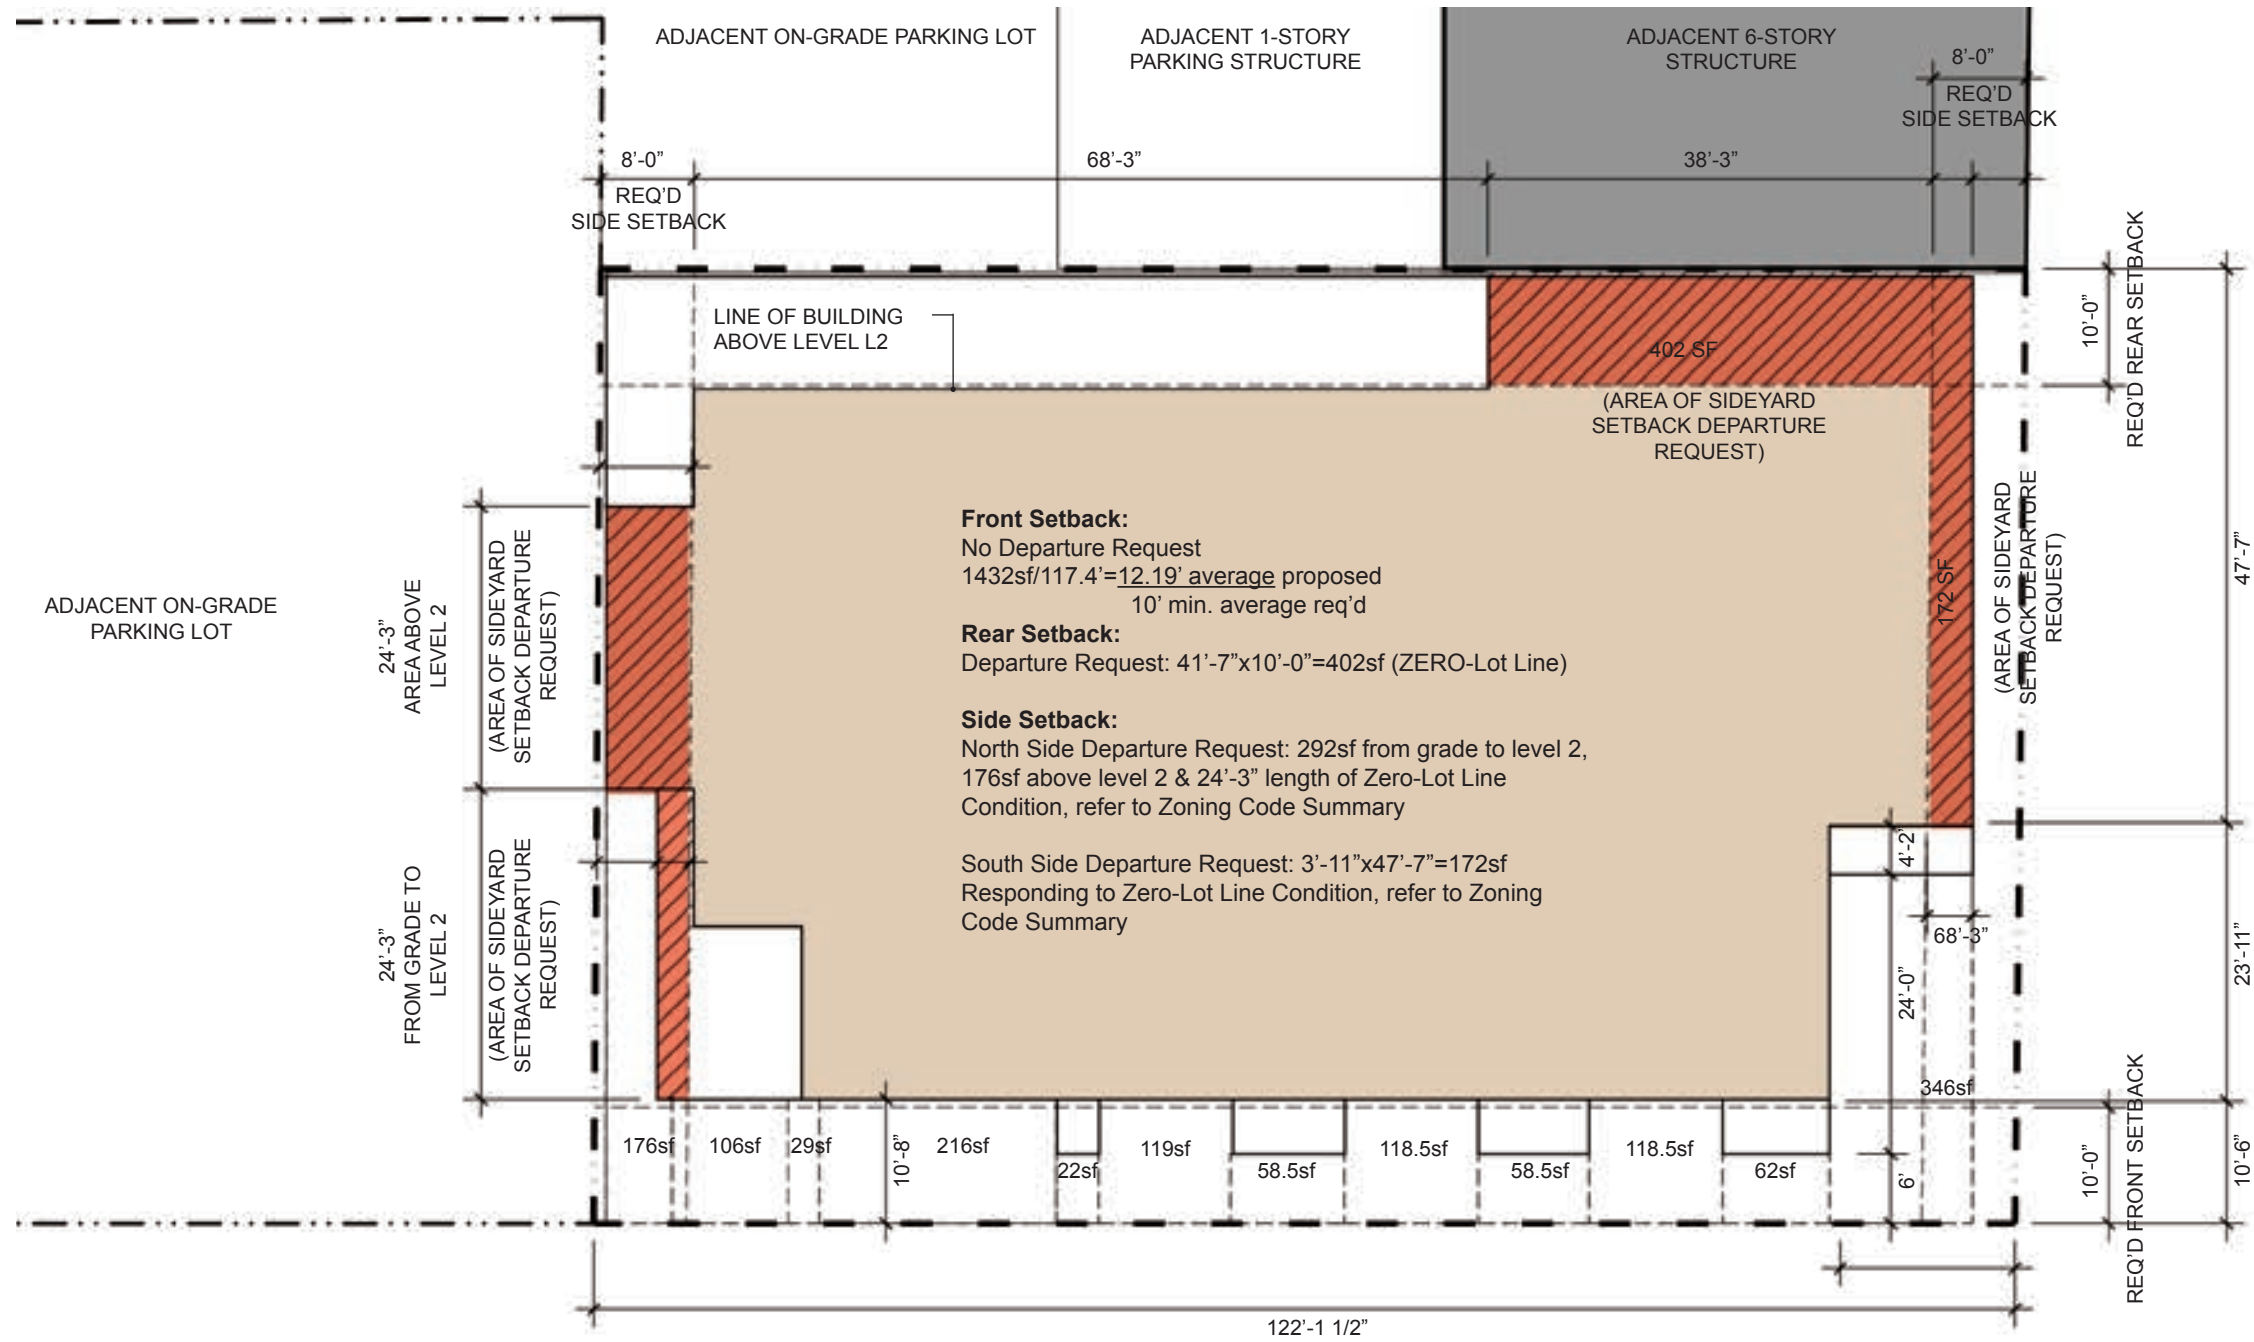 ADJACENT ON-GRADE PARKING LOT
ADJACENT 1-STORY
PARKING STRUCTURE
ADJACENT 6-STORY
STRUCTURE
8'-0”
REQ'D
SIDE SETBACK
8'-0”
REQ'D
SIDE SETBACK
68'-3”
38'-3”
LINE OF BUILDING
ABOVE LEVEL L2
402 SF
(AREA OF SIDEYARD
SETBACK DEPARTURE
REQUEST)
10'-0”
REQ'D REAR SETBACK
47'-7”
172 SF
(AREA OF SIDEYARD
SETBACK DEPARTURE
REQUEST)
ADJACENT ON-GRADE
PARKING LOT
24'-3”
AREA ABOVE
LEVEL 2
(AREA OF SIDEYARD
SETBACK DEPARTURE
REQUEST)
24'-3”
FROM GRADE TO
LEVEL 2
(AREA OF SIDEYARD
SETBACK DEPARTURE
REQUEST)
Front Setback:
No Departure Request
1432sf/117.4'=12.19' average proposed
10' min. average req'd
Rear Setback:
Departure Request: 41'-7”x10'-0”=402sf (ZERO-Lot Line)
Side Setback:
North Side Departure Request: 292sf from grade to level 2,
176sf above level 2 & 24'-3” length of Zero-Lot Line
Condition, refer to Zoning Code Summary
South Side Departure Request: 3'-11”x47'-7”=172sf
Responding to Zero-Lot Line Condition, refer to Zoning
Code Summary
4'-2'
68'-3”
24'-0”
23'-11”
346sf
176sf
106sf
29sf
10'-8”
216sf
22sf
119sf
58.5sf
118.5sf
58.5sf
118.5sf
62sf
6'
10'-0”
REQ'D FRONT SETBACK
10'-6”
122'-1 1/2”